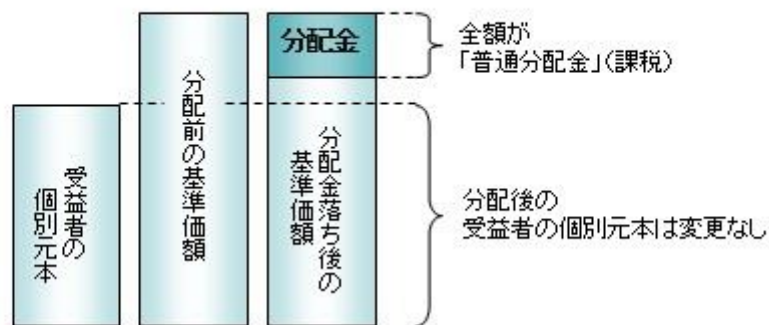 受益者の
個別元本
分配前の基準価額
分配金
分配金落ち後の
基準価額
全額が
「普通分配金」(課税)
分配後の
受益者の個別元本は変更なし